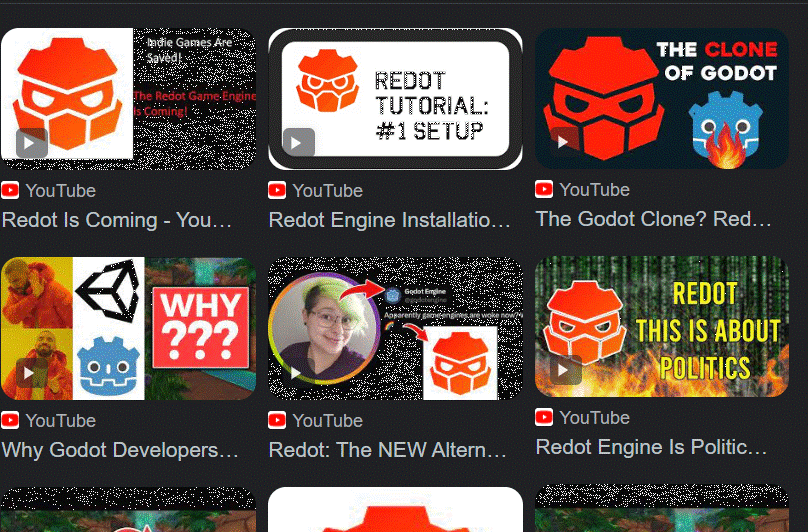 Indie Games Are
Saved!
The Redot Game Engine
Is Coming!
REDOT
TUTORIAL:
#1 SETUP
THE CLONE
OF GODOT
YouTube
YouTube
YouTube
Redot Is Coming - You…
Redot Engine Installatio…
The Godot Clone? Red…
WHY
???
Godot Engine
Apparently game engines are woke now?
REDOT
THIS IS ABOUT
POLITICS
YouTube
YouTube
YouTube
Why Godot Developers…
Redot: The NEW Altern…
Redot Engine Is Politic…